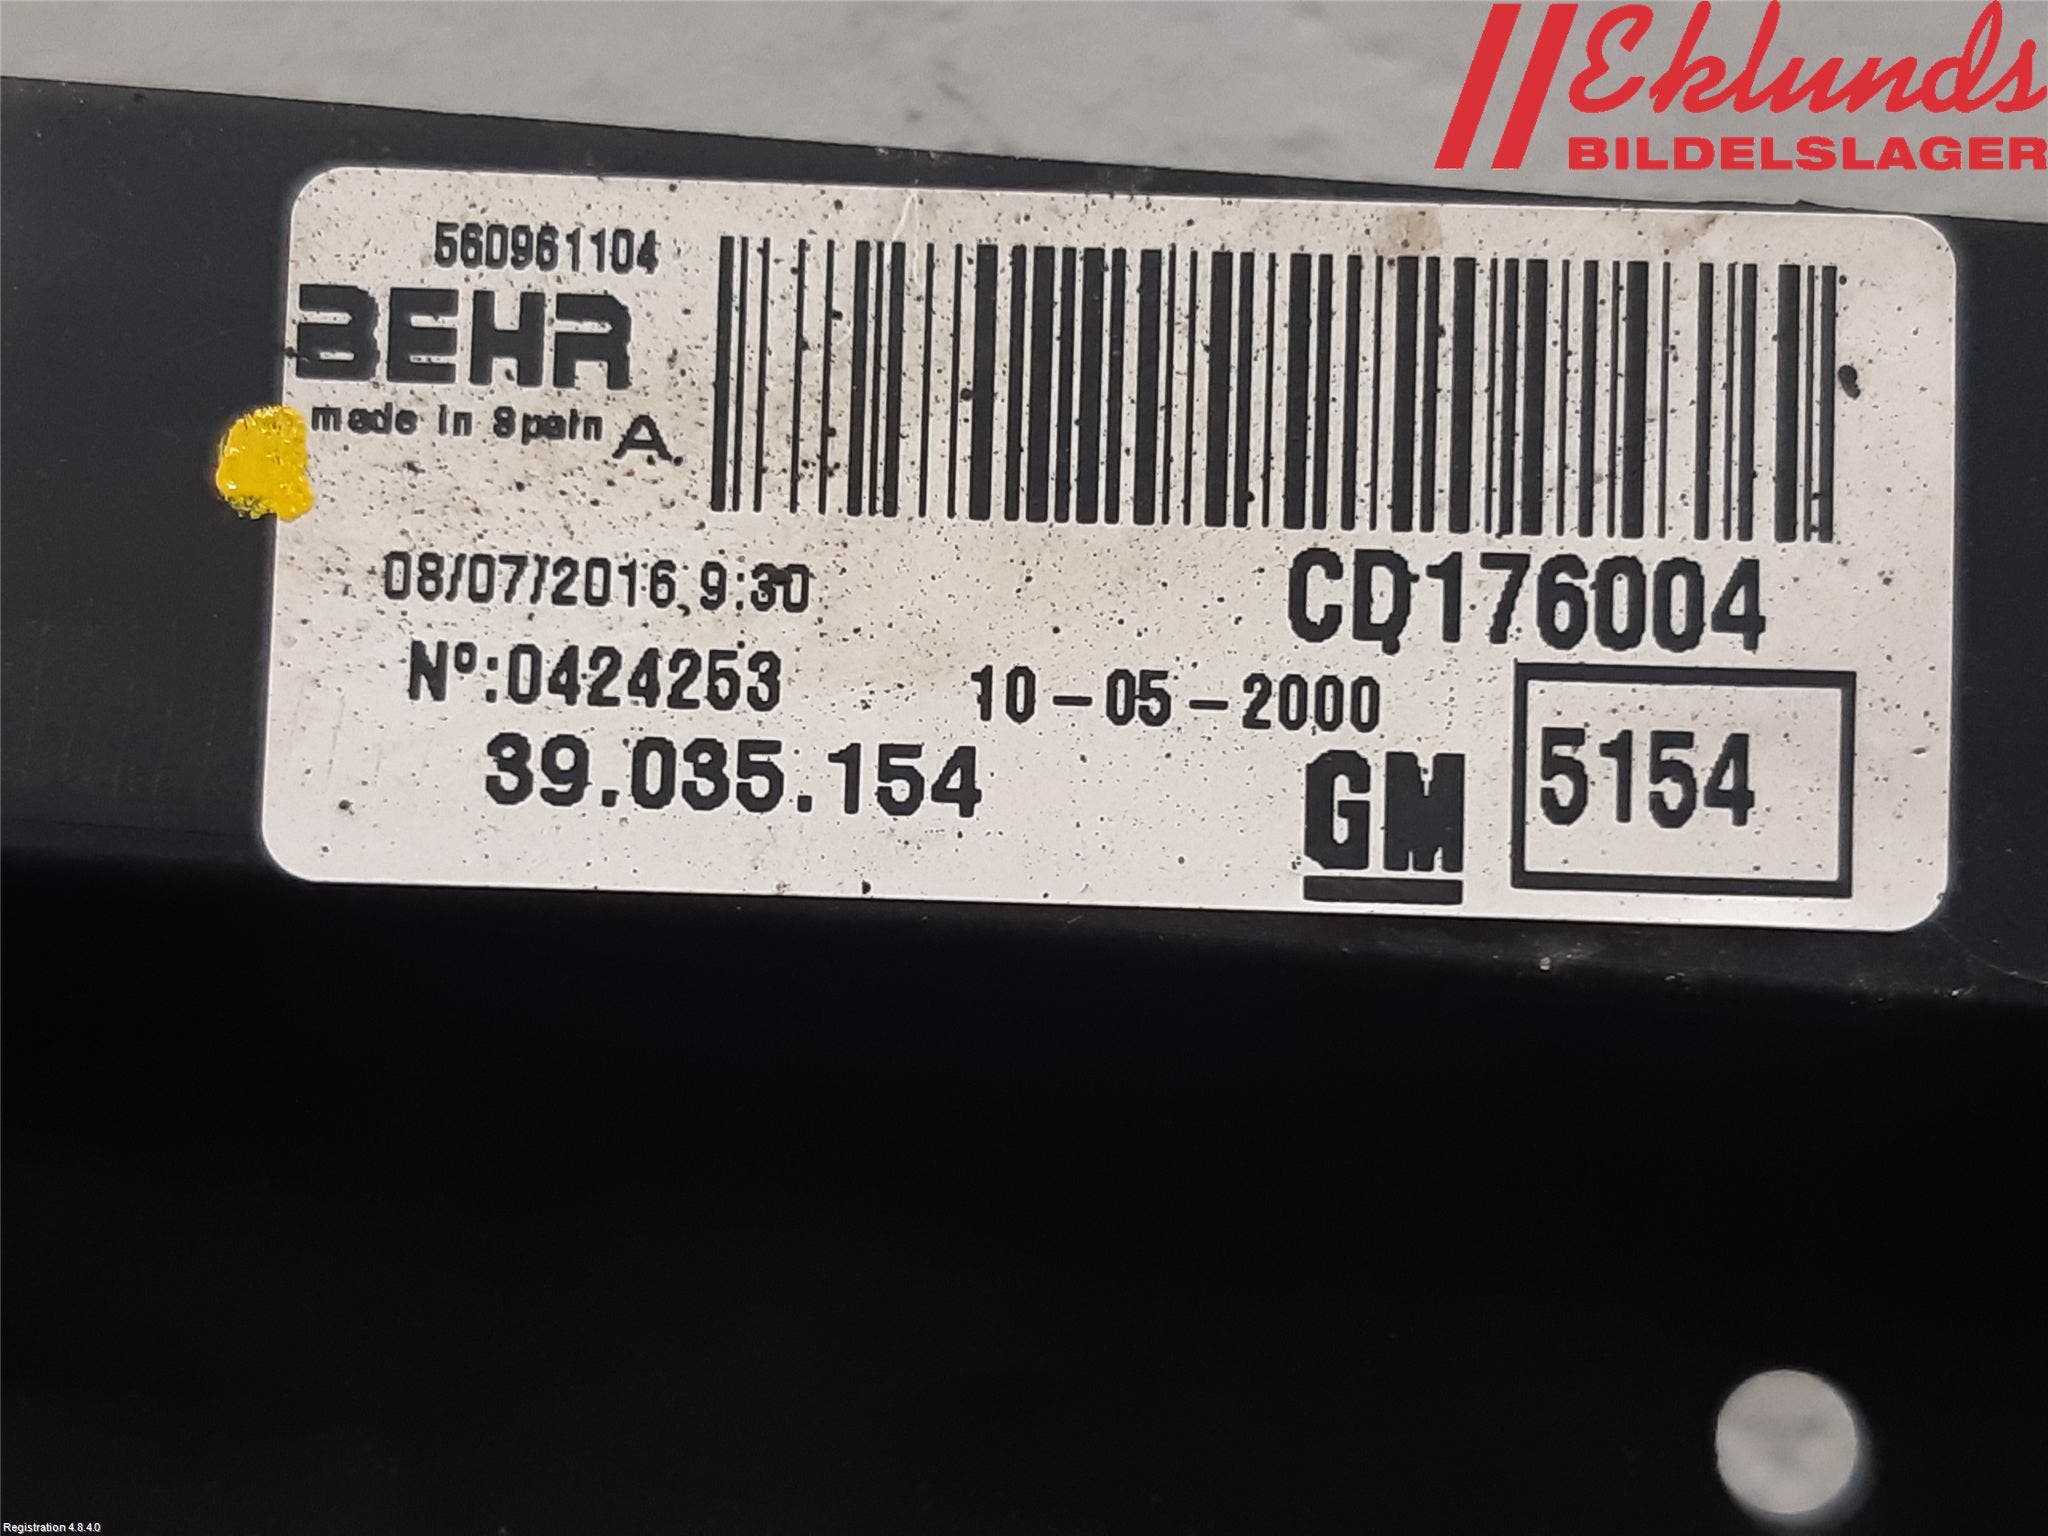 Eklunds
BILDELSLAGER
560961104
BEHR
made in Spain A.
08/07/2016 9:30
CD176004
Nº:0424253
10-05-2000
39.035.154
GM
5154
Registration 4.8.4.0